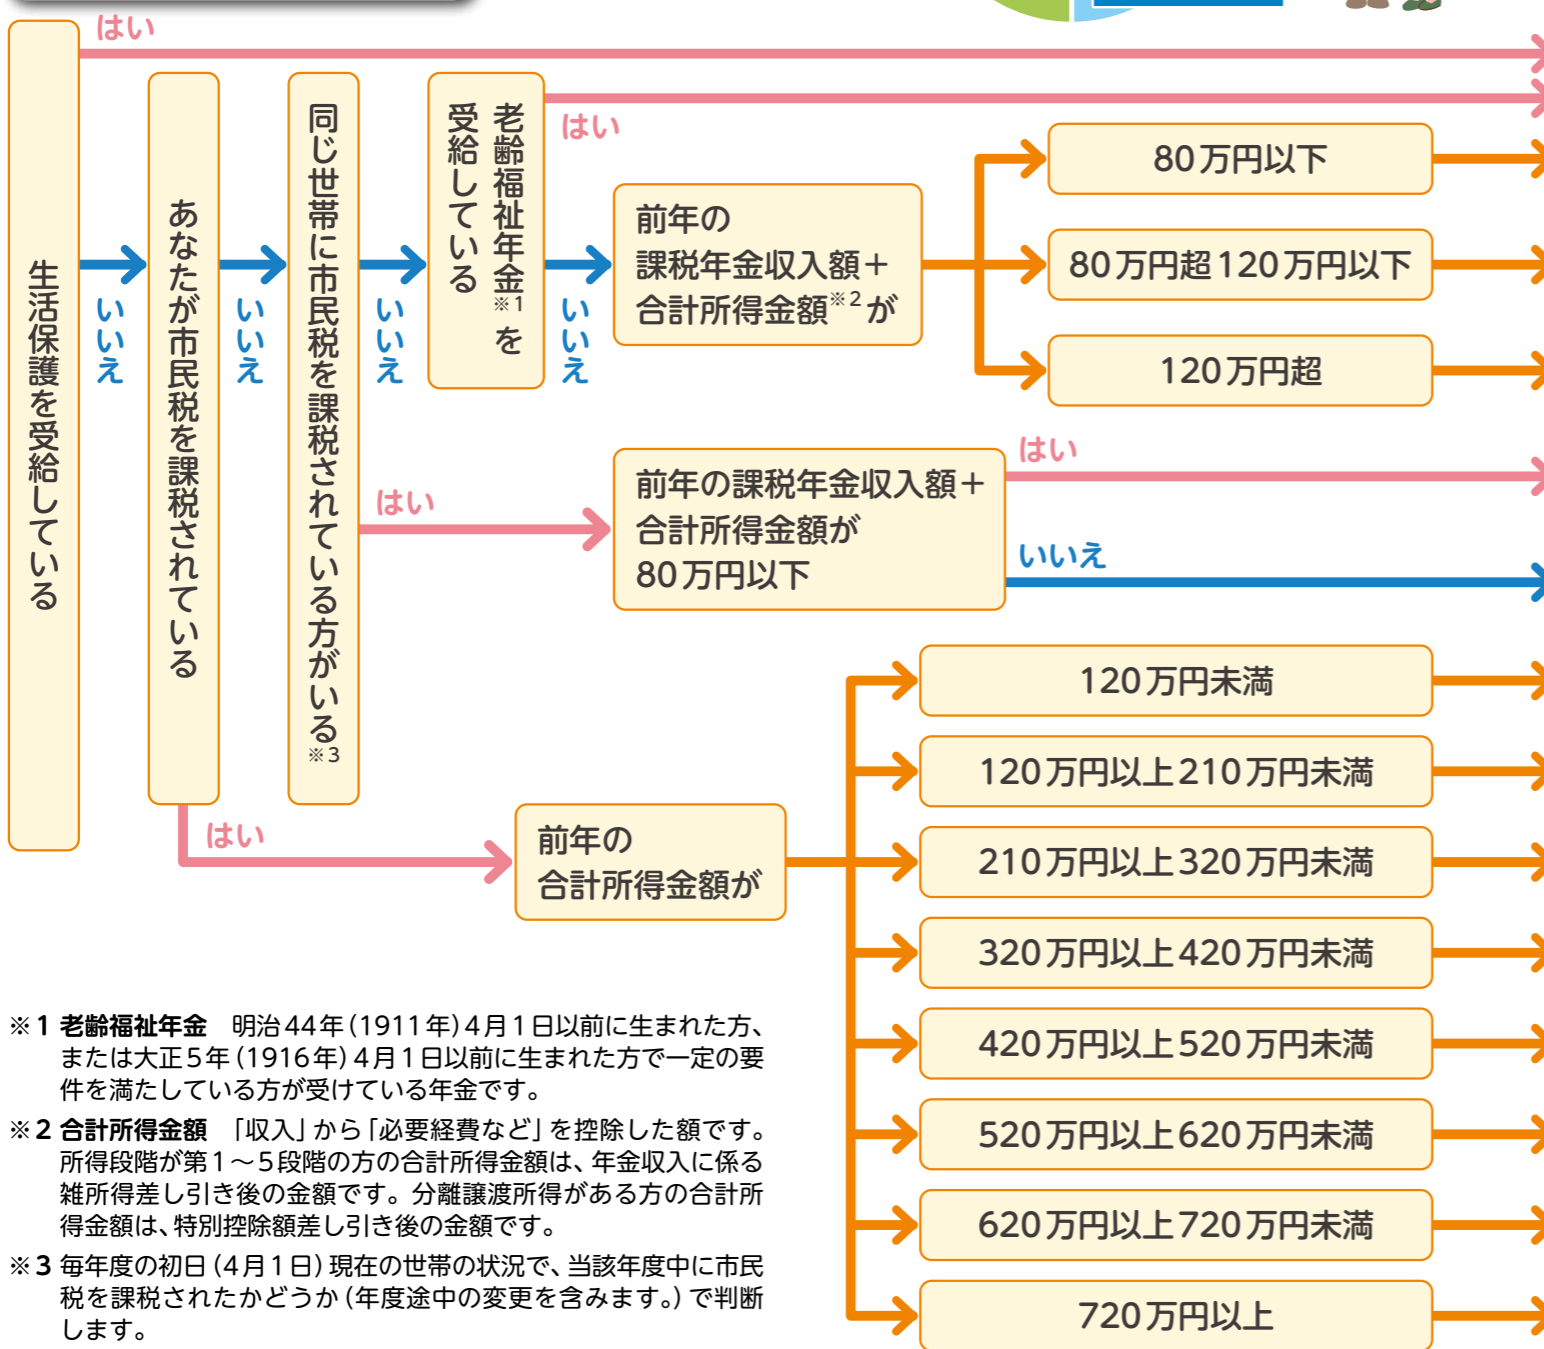 はい
生活保護を受給している
いいえ
あなたが市民税を課税されている
いいえ
同じ世帯に市民税を課税されている方がいる※3
いいえ
老齢福祉年金※1を
受給している
はい
いいえ
前年の
課税年金収入額＋
合計所得金額※2が
80万円以下
80万円超120万円以下
120万円超
はい
前年の課税年金収入額＋
合計所得金額が
80万円以下
はい
いいえ
はい
前年の
合計所得金額が
120万円未満
120万円以上210万円未満
210万円以上320万円未満
320万円以上420万円未満
420万円以上520万円未満
520万円以上620万円未満
620万円以上720万円未満
720万円以上
※1 老齢福祉年金　明治44年（1911年）4月1日以前に生まれた方、
または大正5年（1916年）4月1日以前に生まれた方で一定の要
件を満たしている方が受けている年金です。
※2 合計所得金額　「収入」から「必要経費など」を控除した額です。
所得段階が第1～5段階の方の合計所得金額は、年金収入に係る
雑所得差し引き後の金額です。分離譲渡所得がある方の合計所
得金額は、特別控除額差し引き後の金額です。
※3 毎年度の初日（4月1日）現在の世帯の状況で、当該年度中に市民
税を課税されたかどうか（年度途中の変更を含みます。）で判断
します。